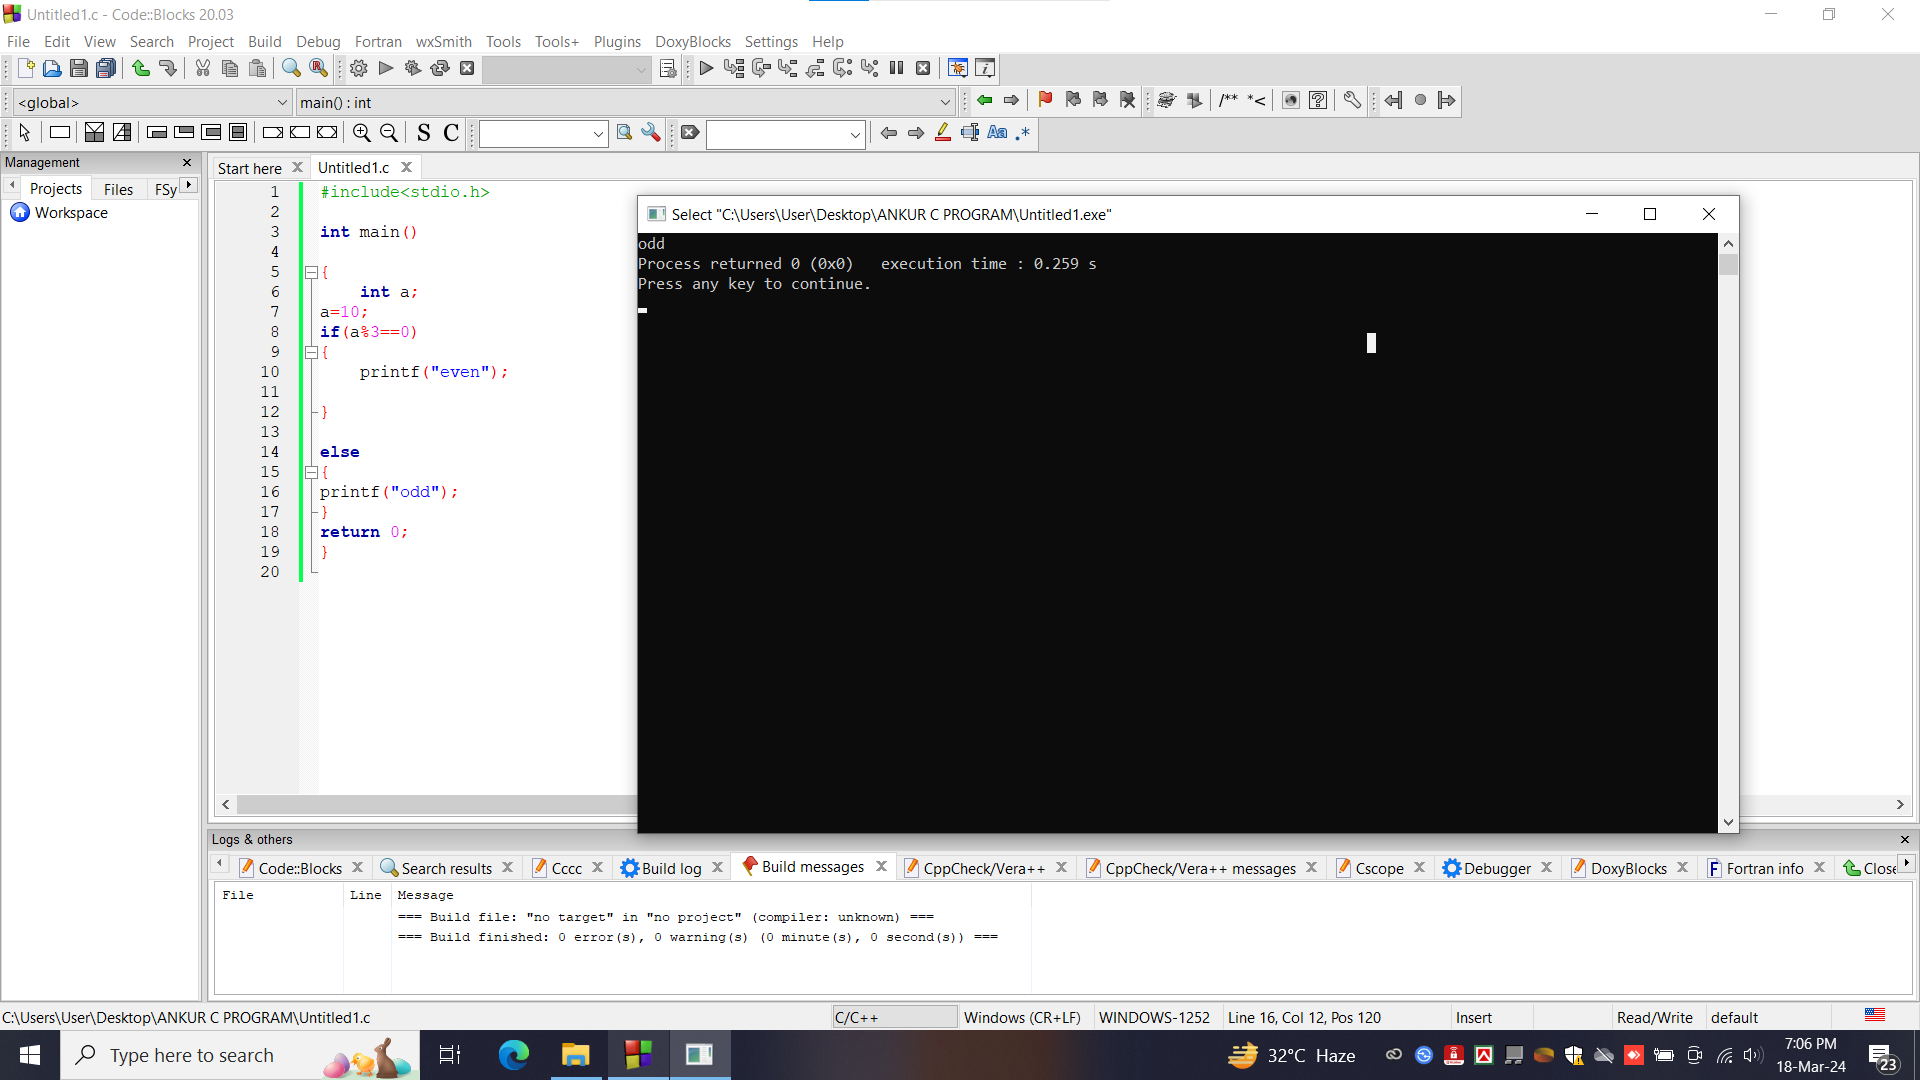 Untitled1.c - Code::Blocks 20.03
File Edit View Search Project Build Debug Fortran wxSmith Tools Tools+ Plugins DoxyBlocks Settings Help
<global> main() : int
/** *<
S C Aa .*
Management
Projects Files FSy
Workspace
Start here Untitled1.c
1 #include<stdio.h>
2
3 int main()
4
5 {
6 int a;
7 a=10;
8 if(a%3==0)
9 {
10 printf("even");
11
12 }
13
14 else
15 {
16 printf("odd");
17 }
18 return 0;
19 }
20
Select "C:\Users\User\Desktop\ANKUR C PROGRAM\Untitled1.exe"
odd
Process returned 0 (0x0)   execution time : 0.259 s
Press any key to continue.
Logs & others
Code::Blocks Search results Cccc Build log Build messages CppCheck/Vera++ CppCheck/Vera++ messages Cscope Debugger DoxyBlocks Fortran info Close
File Line Message
=== Build file: "no target" in "no project" (compiler: unknown) ===
=== Build finished: 0 error(s), 0 warning(s) (0 minute(s), 0 second(s)) ===
C:\Users\User\Desktop\ANKUR C PROGRAM\Untitled1.c C/C++ Windows (CR+LF) WINDOWS-1252 Line 16, Col 12, Pos 120 Insert Read/Write default
Type here to search
32°C Haze
7:06 PM
18-Mar-24
23